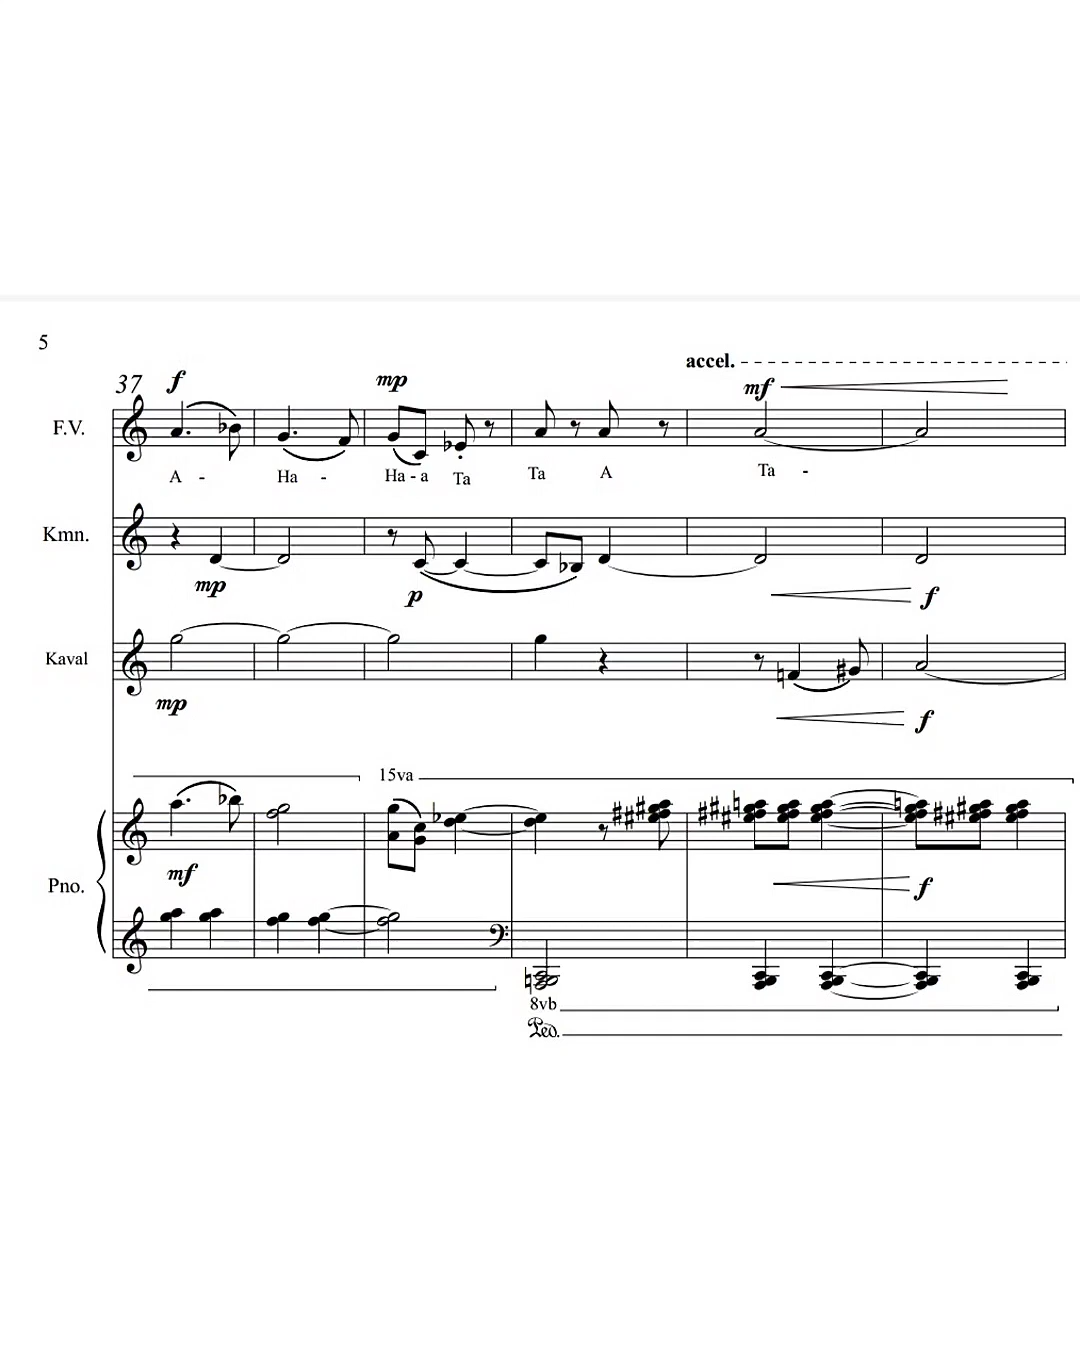 5
accel.
37 f mp mf
F.V.
A - Ha - Ha - a Ta Ta A Ta -
Kmn.
mp p f
Kaval
mp f
15va
Pno.
mf f
8vb
Ped.